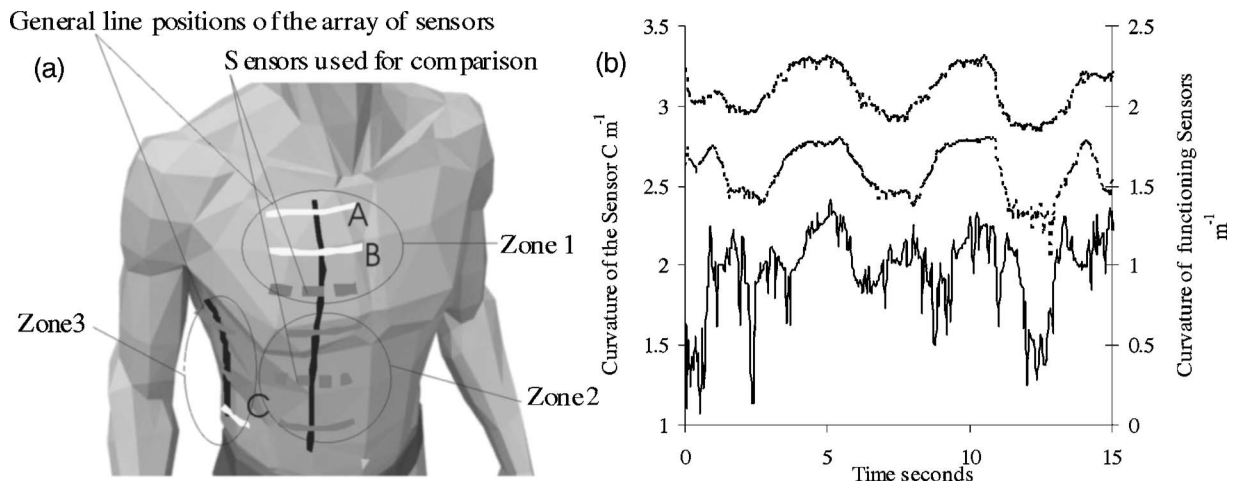 General line positions of the array of sensors
(a)
Sensors used for comparison
A
B
Zone 1
Zone3
C
Zone2
(b)
3.5
3
2.5
2
1.5
1
Curvature of the Sensor C m-1
2.5
2
1.5
1
0.5
0
Curvature of functioning Sensors
m-1
0
5
10
15
Time seconds